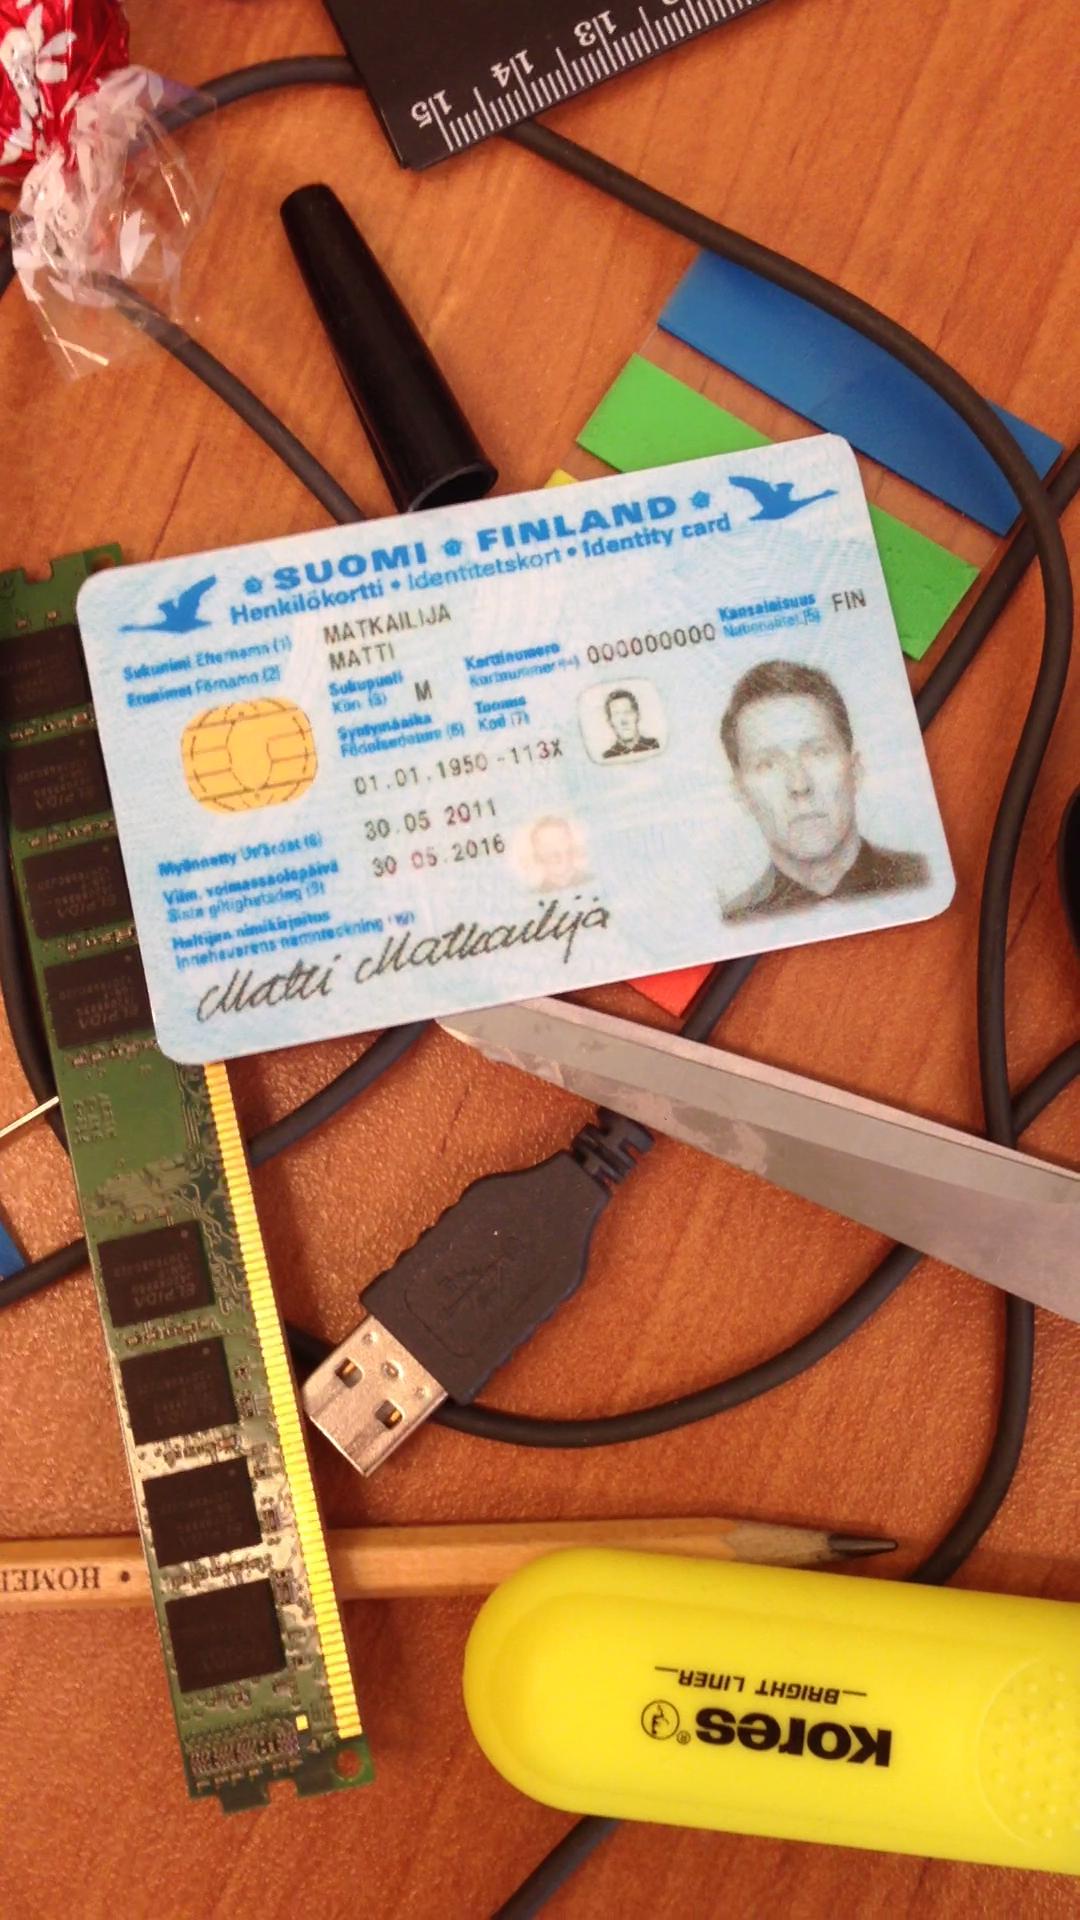 15 14 13
SUOMI FINLAND
Henkilökortti • Identitetskort • Identity card
Sukunimi Efternamn (1)
MATKAILIJA
Etunimet Förnamn (2)
MATTI
Sukupuoli
Kön (3)
M
Korttinumero
Kortnummer (4)
000000000
Kansalaisuus
Nationalitet (5)
FIN
Syntymäaika
Födelsedatum (6)
Tunnus
Kod (7)
01.01.1950 -113X
Myönnetty Utfärdat (8)
30.05 2011
Viim. voimassaolopäivä
Sista giltighetsdag (9)
30 05.2016
Haltijan nimikirjoitus
Innehavarens namnteckning (10)
Matti Matkailija
ELPIDA
ELPIDA
ELPIDA
HOME
Kores®
BRIGHT LINER